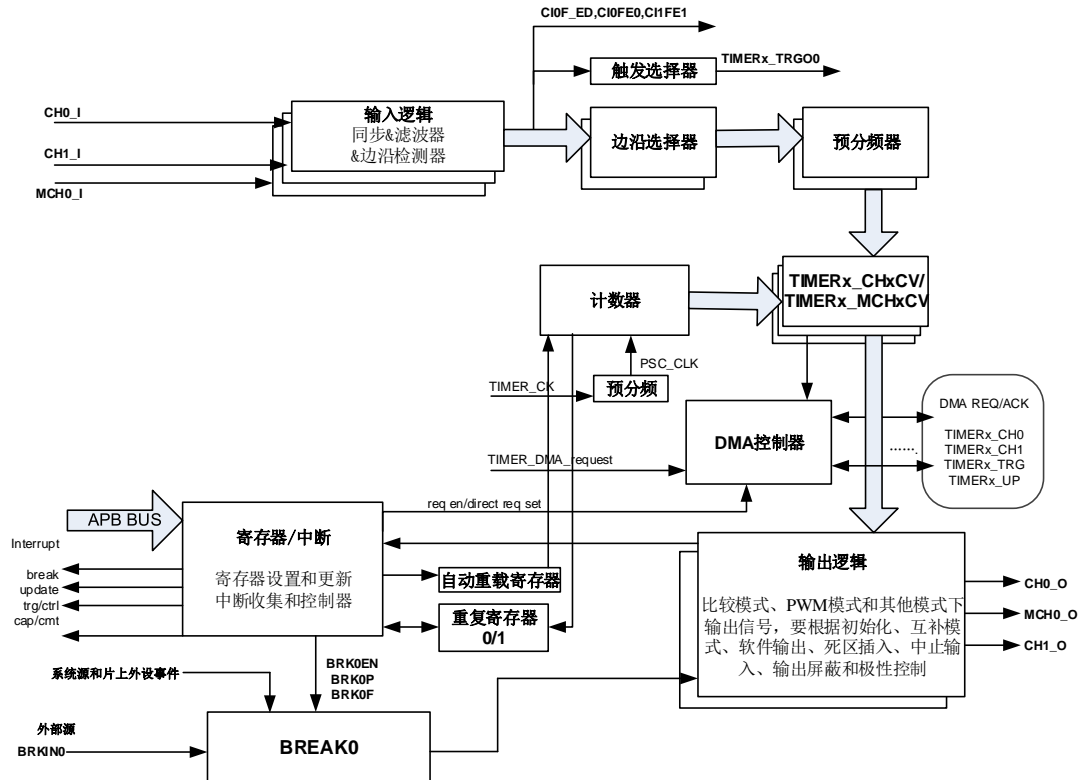 CI0F_ED,CI0FE0,CI1FE1
触发选择器
TIMERx_TRGO0
CH0_I
CH1_I
MCH0_I
输入逻辑
同步&滤波器
&边沿检测器
边沿选择器
预分频器
TIMERx_CHxCV/
TIMERx_MCHxCV
计数器
PSC_CLK
TIMER_CK
预分频
DMA控制器
TIMER_DMA_request
DMA REQ/ACK
TIMERx_CH0
TIMERx_CH1
TIMERx_TRG
TIMERx_UP
…….
req en/direct req set
APB BUS
Interrupt
break
update
trg/ctrl
cap/cmt
寄存器/中断
寄存器设置和更新
中断收集和控制器
自动重载寄存器
重复寄存器
0/1
输出逻辑
比较模式、PWM模式和其他模式下
输出信号，要根据初始化、互补模
式、软件输出、死区插入、中止输
入、输出屏蔽和极性控制
CH0_O
MCH0_O
CH1_O
系统源和片上外设事件
BRK0EN
BRK0P
BRK0F
外部源
BRKIN0
BREAK0